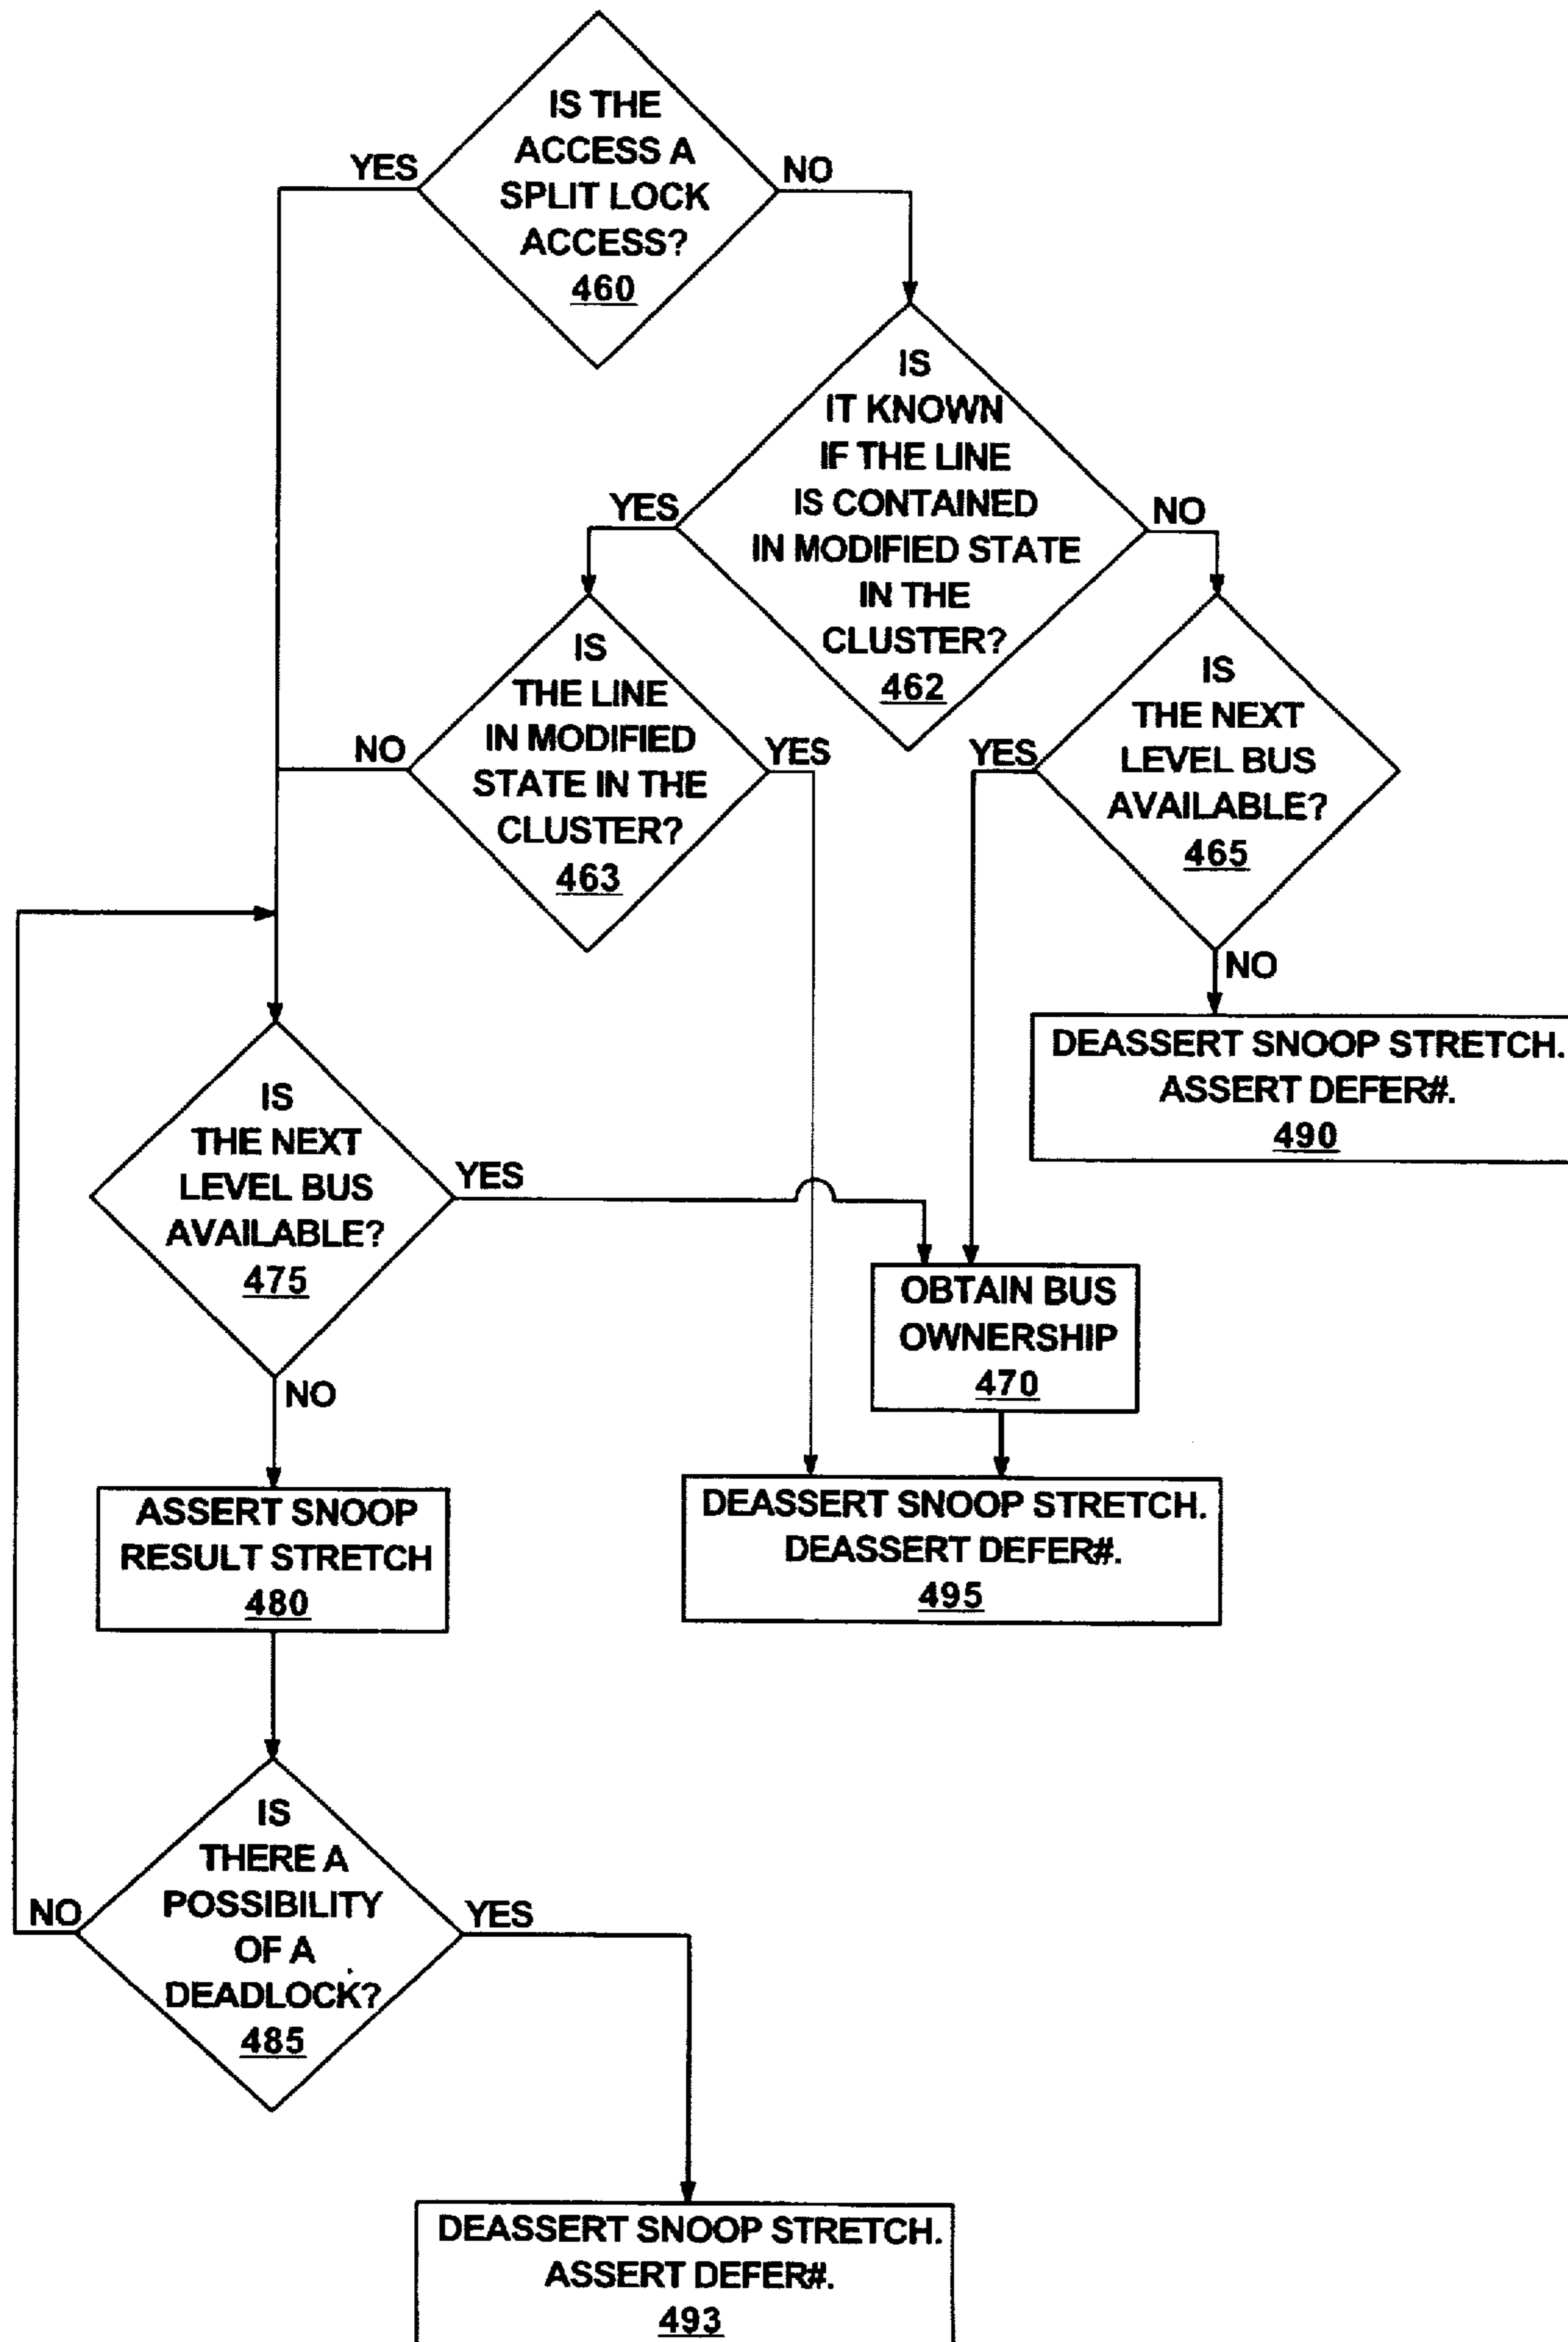 IS THE
ACCESS A
SPLIT LOCK
ACCESS?
460
YES
NO
IS
IT KNOWN
IF THE LINE
IS CONTAINED
IN MODIFIED STATE
IN THE
CLUSTER?
462
YES
NO
IS
THE LINE
IN MODIFIED
STATE IN THE
CLUSTER?
463
NO
YES
IS
THE NEXT
LEVEL BUS
AVAILABLE?
465
YES
NO
DEASSERT SNOOP STRETCH.
ASSERT DEFER#.
490
IS
THE NEXT
LEVEL BUS
AVAILABLE?
475
YES
NO
OBTAIN BUS
OWNERSHIP
470
ASSERT SNOOP
RESULT STRETCH
480
DEASSERT SNOOP STRETCH.
DEASSERT DEFER#.
495
IS
THERE A
POSSIBILITY
OF A
DEADLOCK?
485
NO
YES
DEASSERT SNOOP STRETCH.
ASSERT DEFER#.
493